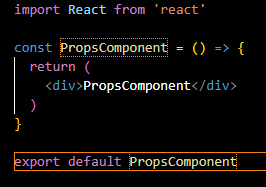 import React from 'react'
const PropsComponent = () => {
return (
<div>PropsComponent</div>
)
}
export default PropsComponent